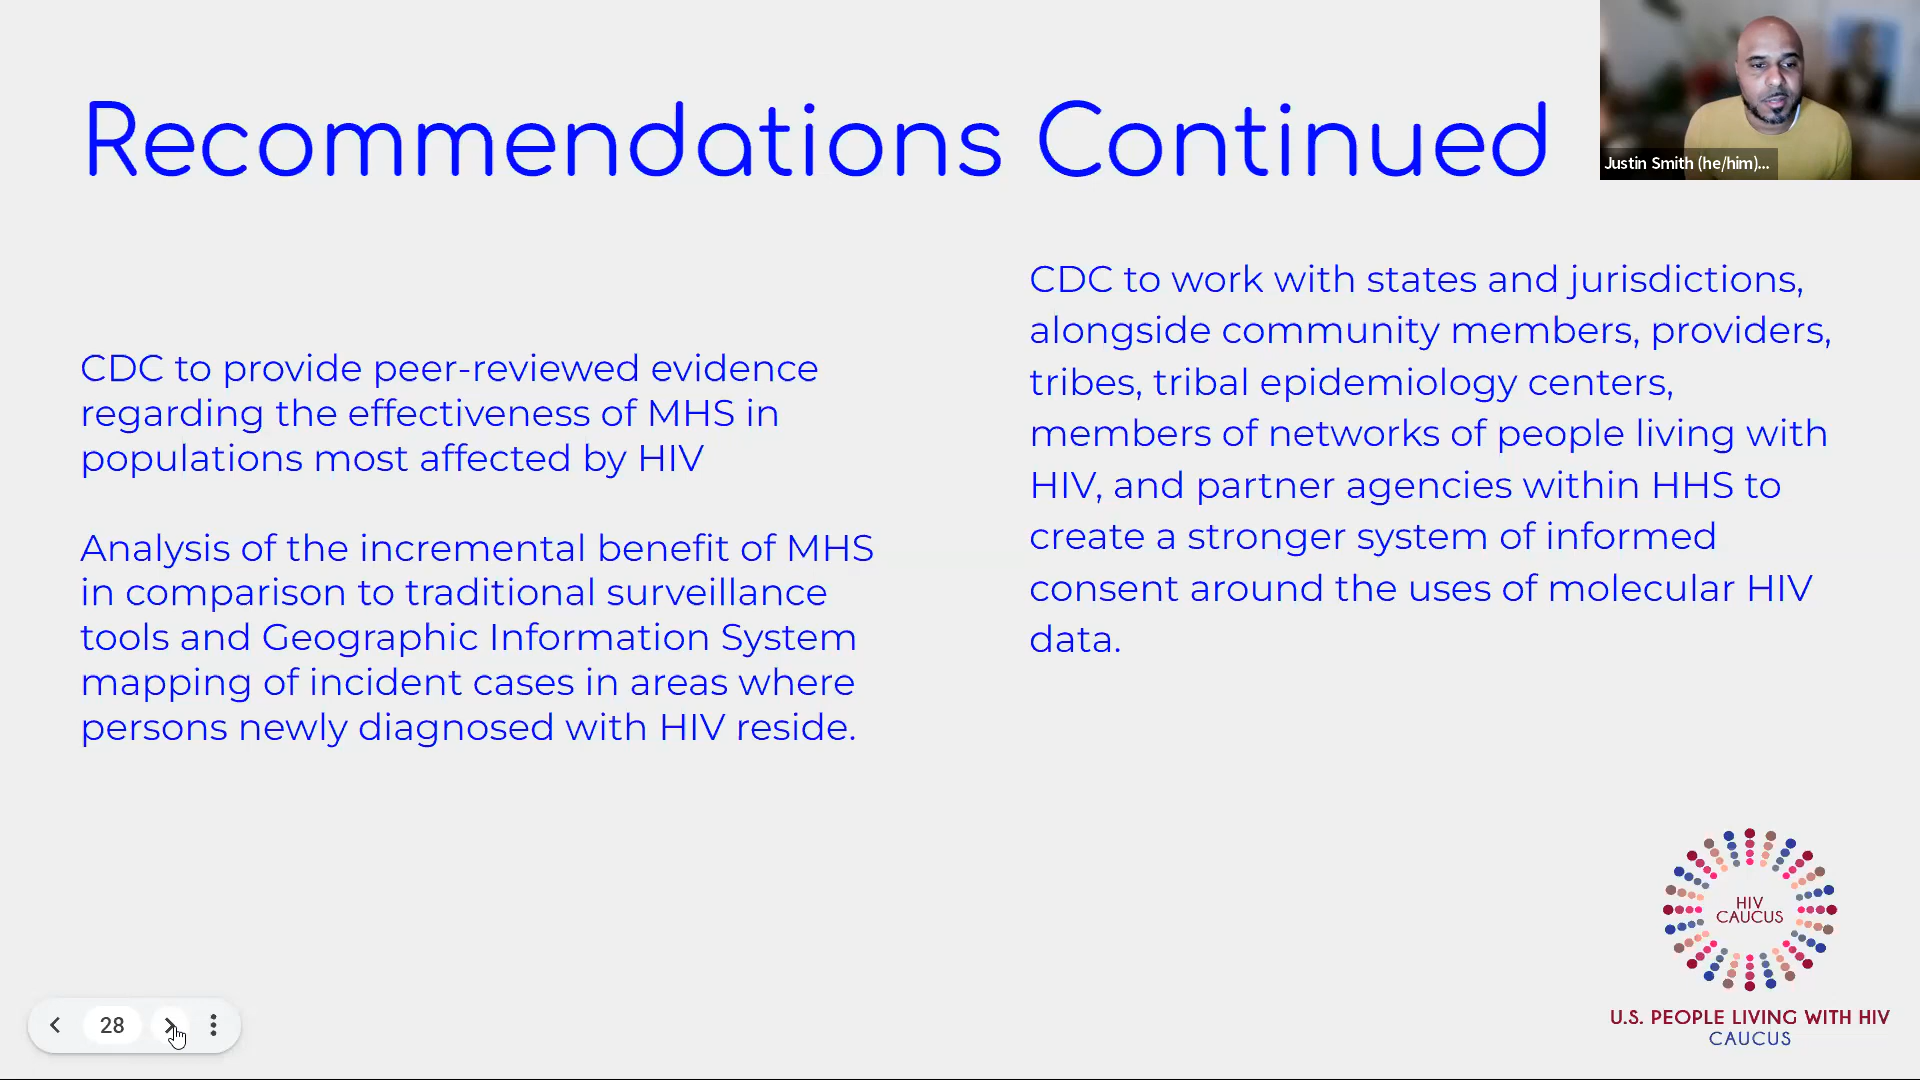 Recommendations Continued
Justin Smith (he/him)...
CDC to provide peer-reviewed evidence
regarding the effectiveness of MHS in
populations most affected by HIV
Analysis of the incremental benefit of MHS
in comparison to traditional surveillance
tools and Geographic Information System
mapping of incident cases in areas where
persons newly diagnosed with HIV reside.
CDC to work with states and jurisdictions,
alongside community members, providers,
tribes, tribal epidemiology centers,
members of networks of people living with
HIV, and partner agencies within HHS to
create a stronger system of informed
consent around the uses of molecular HIV
data.
HIV
CAUCUS
U.S. PEOPLE LIVING WITH HIV
CAUCUS
28